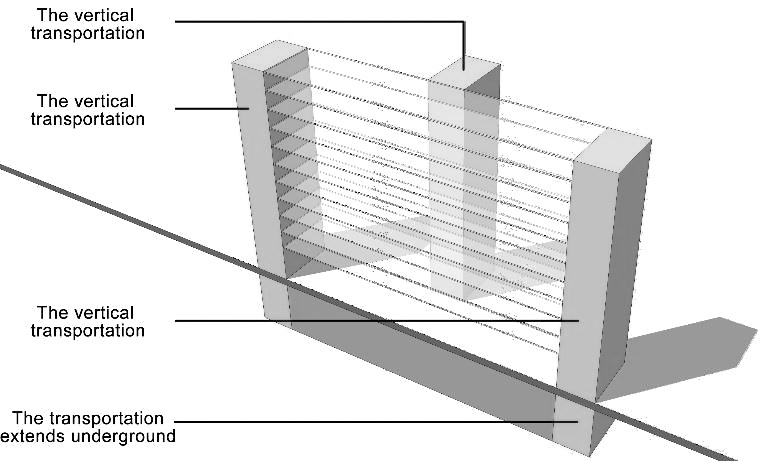 The vertical
transportation
The vertical
transportation
The vertical
transportation
The transportation
extends underground